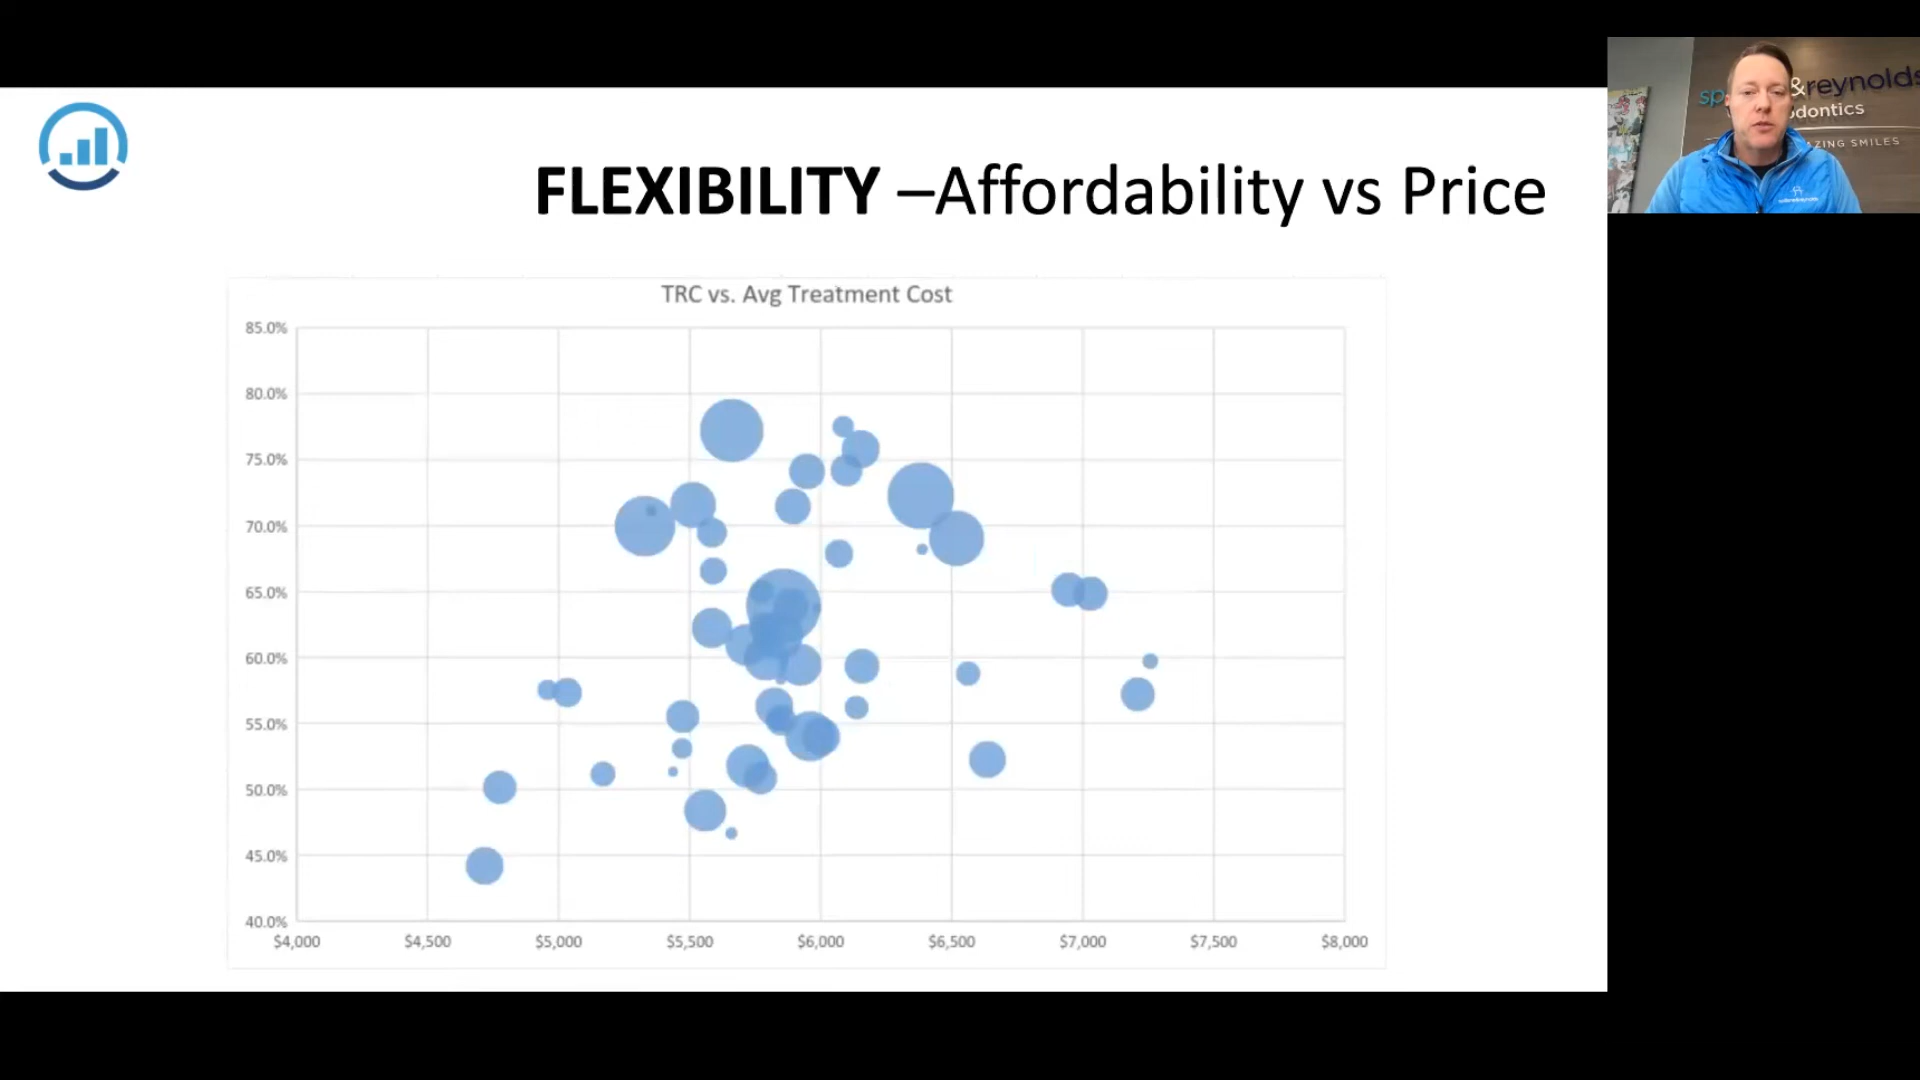 FLEXIBILITY –Affordability vs Price
&reynolds
AZING SMILES
TRC vs. Avg Treatment Cost
85.0%
80.0%
75.0%
70.0%
65.0%
60.0%
55.0%
50.0%
45.0%
40.0%
$4,000 $4,500 $5,000 $5,500 $6,000 $6,500 $7,000 $7,500 $8,000